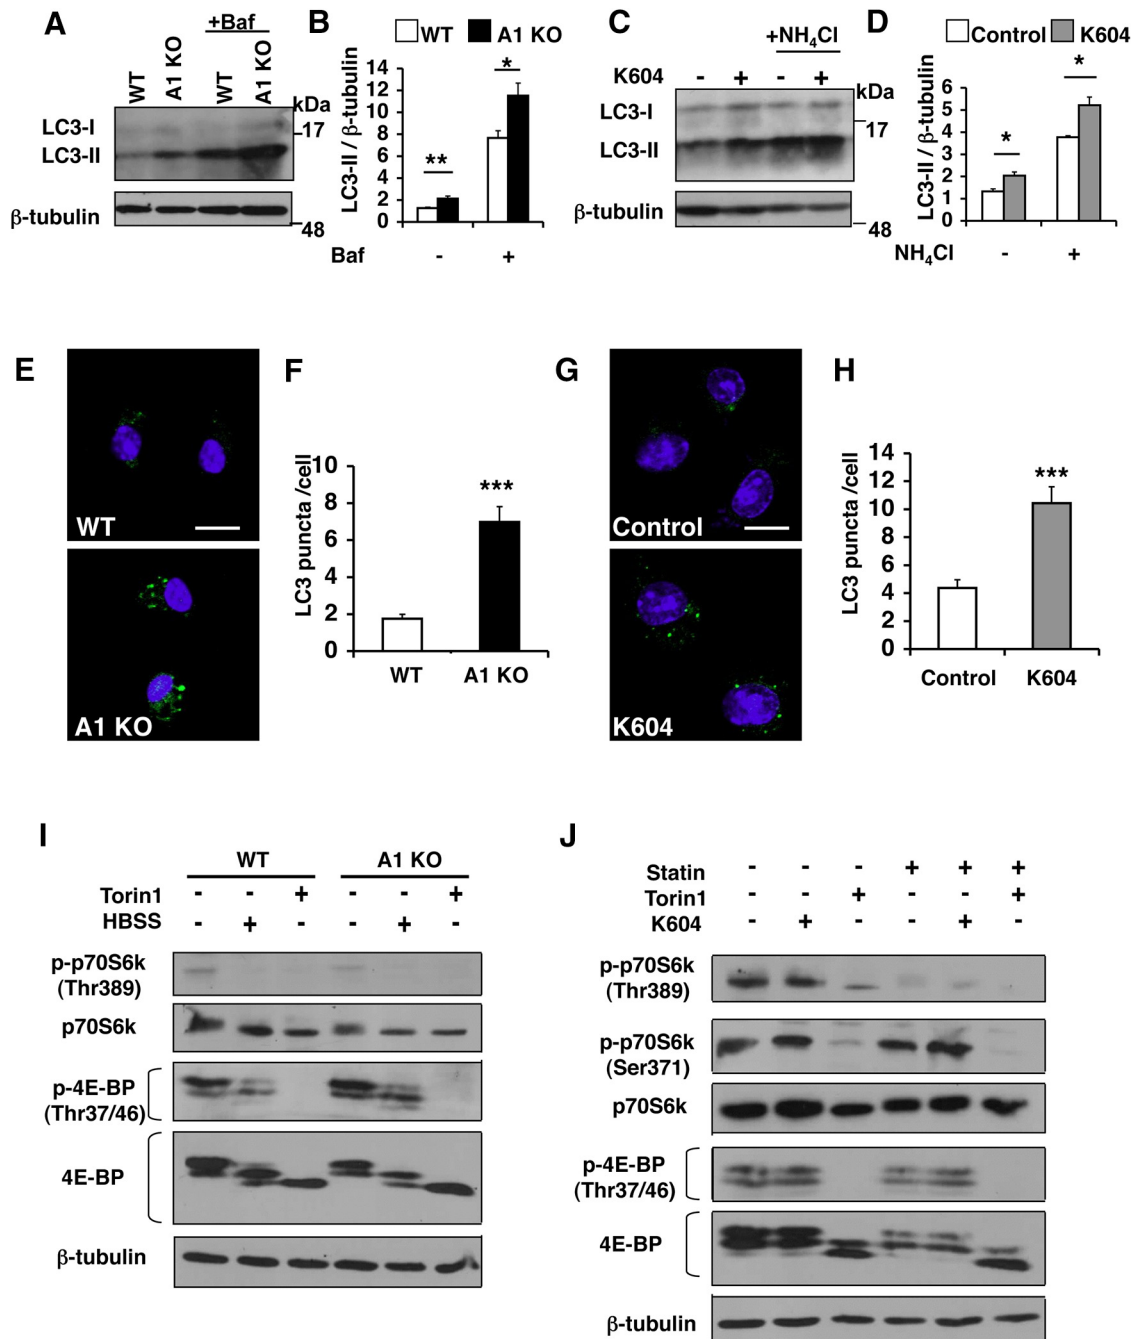 A
+Baf
WT
A1 KO
WT
A1 KO
kDa
LC3-I
17
LC3-II
β-tubulin
48
B
WT A1 KO
LC3-II / β-tubulin
14
12
10
8
6
4
2
0
**
*
Baf - +
C
+NH4Cl
K604 - + - +
kDa
LC3-I
17
LC3-II
β-tubulin
48
D
Control K604
LC3-II / β-tubulin
6
5
4
3
2
1
0
*
*
NH4Cl - +
E
WT
A1 KO
F
LC3 puncta /cell
10
8
6
4
2
0
***
WT A1 KO
G
Control
K604
H
LC3 puncta /cell
14
12
10
8
6
4
2
0
***
Control K604
I
WT A1 KO
Torin1 - - + - - +
HBSS - + - - + -
p-p70S6k
(Thr389)
p70S6k
p-4E-BP
(Thr37/46)
4E-BP
β-tubulin
J
Statin - - - + + +
Torin1 - - + - - +
K604 - + - - + -
p-p70S6k
(Thr389)
p-p70S6k
(Ser371)
p70S6k
p-4E-BP
(Thr37/46)
4E-BP
β-tubulin